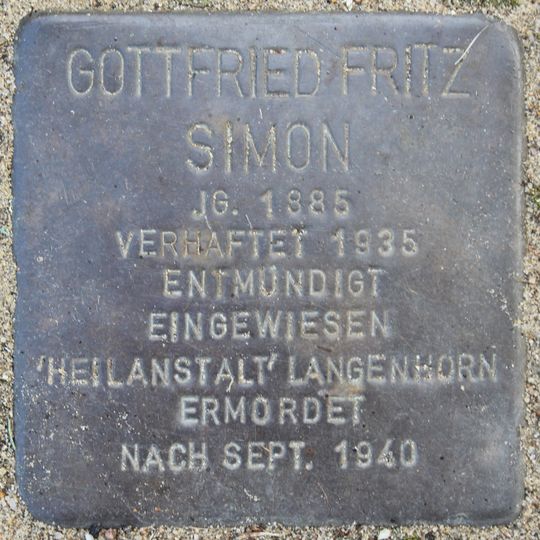 GOTTFRIED FRITZ
SIMON
JG. 1885
VERHAFTET 1935
ENTMÜNDIGT
EINGEWIESEN
'HEILANSTALT' LANGENHORN
ERMORDET
NACH SEPT. 1940